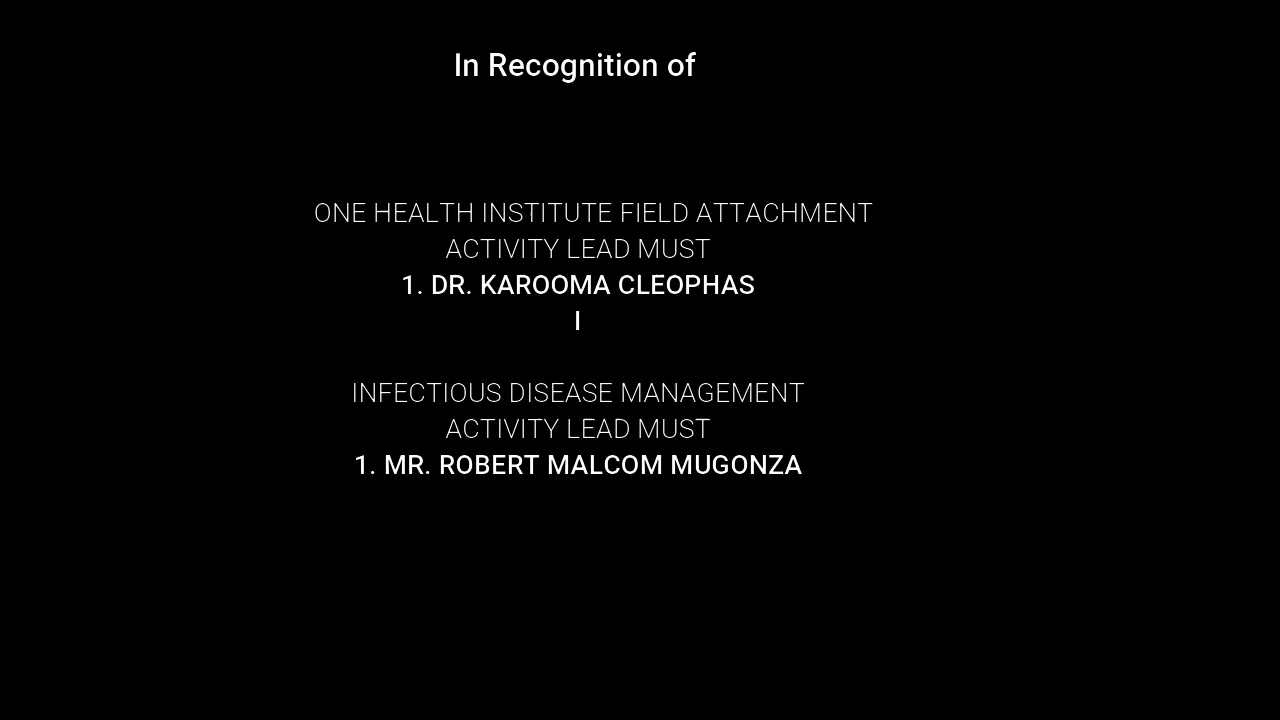 In Recognition of
ONE HEALTH INSTITUTE FIELD ATTACHMENT
ACTIVITY LEAD MUST
1. DR. KAROOMA CLEOPHAS
I
INFECTIOUS DISEASE MANAGEMENT
ACTIVITY LEAD MUST
1. MR. ROBERT MALCOM MUGONZA